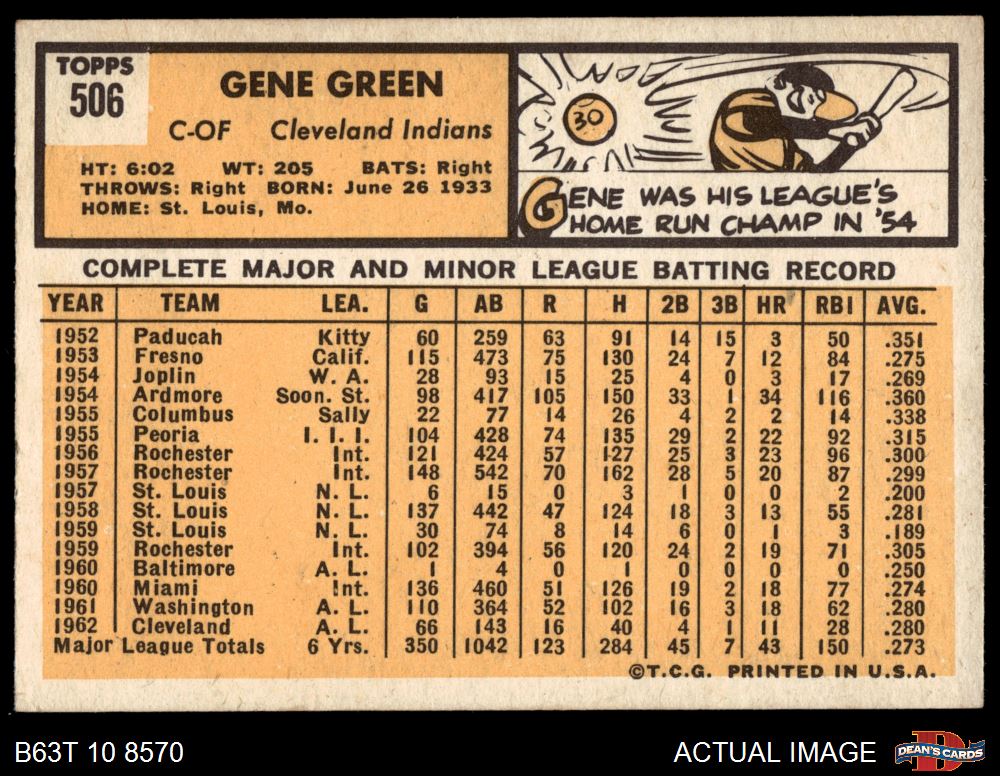 TOPPS
506
GENE GREEN
C-OF Cleveland Indians
HT: 6:02 WT: 205 BATS: Right
THROWS: Right BORN: June 26 1933
HOME: St. Louis, Mo.
30
GENE WAS HIS LEAGUE'S
HOME RUN CHAMP IN '54
COMPLETE MAJOR AND MINOR LEAGUE BATTING RECORD
YEAR TEAM LEA. G AB R H 2B 3B HR RBI AVG.
1952 Paducah Kitty 60 259 63 91 14 15 3 50 .351
1953 Fresno Calif. 115 473 75 130 24 7 12 84 .275
1954 Joplin W. A. 28 93 15 25 4 0 3 17 .269
1954 Ardmore Soon. St. 98 417 105 150 33 1 34 116 .360
1955 Columbus Sally 22 77 14 26 4 2 2 14 .338
1955 Peoria I. I. I. 104 428 74 135 29 2 22 92 .315
1956 Rochester Int. 121 424 57 127 25 3 23 96 .300
1957 Rochester Int. 148 542 70 162 28 5 20 87 .299
1957 St. Louis N. L. 6 15 0 3 1 0 0 2 .200
1958 St. Louis N. L. 137 442 47 124 18 3 13 55 .281
1959 St. Louis N. L. 30 74 8 14 6 0 1 3 .189
1959 Rochester Int. 102 394 56 120 24 2 19 71 .305
1960 Baltimore A. L. 1 4 0 1 0 0 0 0 .250
1960 Miami Int. 136 460 51 126 19 2 18 77 .274
1961 Washington A. L. 110 364 52 102 16 3 18 62 .280
1962 Cleveland A. L. 66 143 16 40 4 1 11 28 .280
Major League Totals 6 Yrs. 350 1042 123 284 45 7 43 150 .273
©T.C.G. PRINTED IN U.S.A.
B63T 10 8570
ACTUAL IMAGE
DEAN'S CARDS